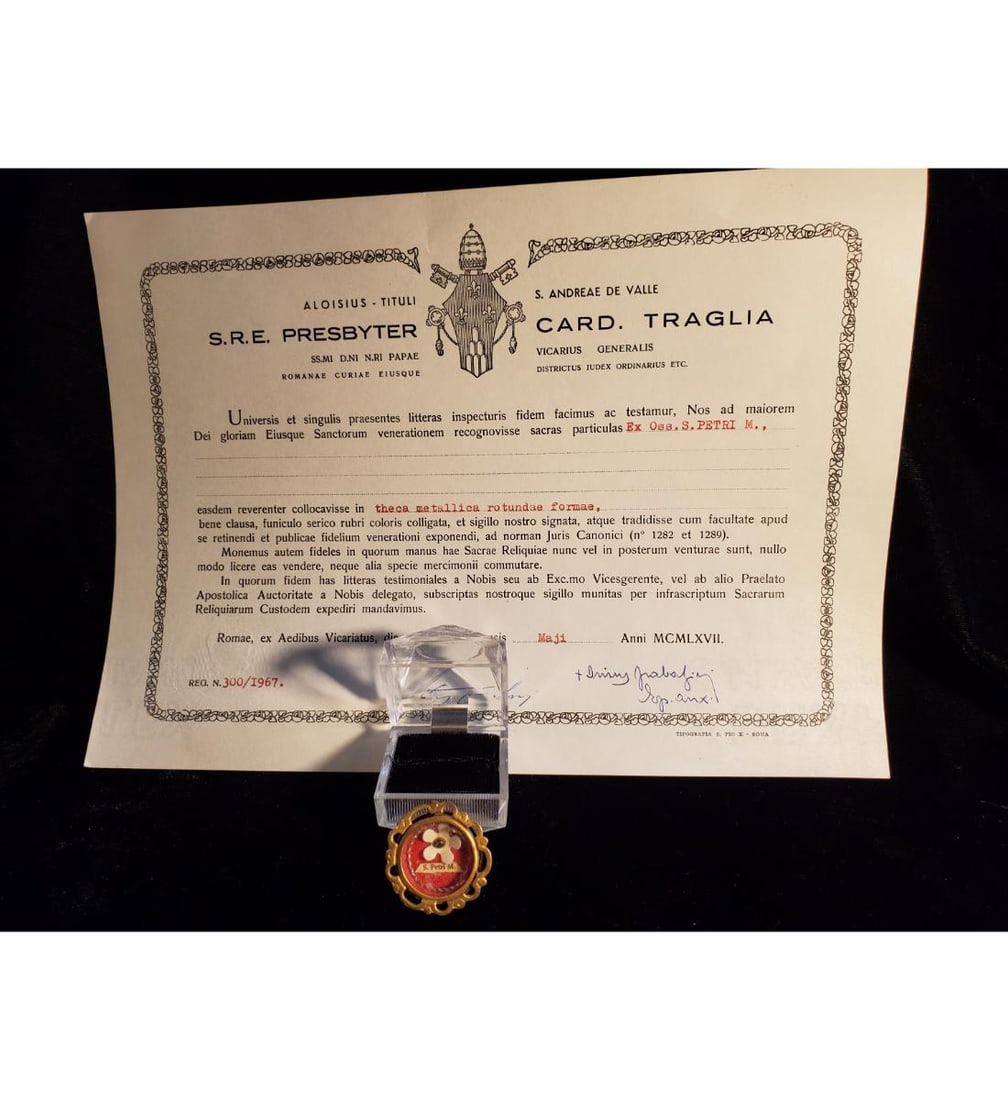 ALOISIUS - TITULI
S. ANDREAE DE VALLE
S.R.E. PRESBYTER
CARD. TRAGLIA
SS.MI D.NI N.RI PAPAE
VICARIUS GENERALIS
ROMANAE CURIAE EIUSQUE
DISTRICTUS IUDEX ORDINARIUS ETC.
Universis et singulis praesentes litteras inspecturis fidem facimus ac testamur, Nos ad maiorem
Dei gloriam Eiusque Sanctorum venerationem recognovisse sacras particulas Ex Oss. S. PETRI M.,
easdem reverenter collocavisse in theca metallica rotundae formae,
bene clausa, funiculo serico rubri coloris colligata, et sigillo nostro signata, atque tradidisse cum facultate apud
se retinendi et publicae fidelium venerationi exponendi, ad norman Juris Canonici (n° 1282 et 1289).
Monemus autem fideles in quorum manus hae Sacrae Reliquiae nunc vel in posterum venturae sunt, nullo
modo licere eas vendere, neque alia specie mercimonii commutare.
In quorum fidem has litteras testimoniales a Nobis seu ab Exc.mo Vicesgerente, vel ab alio Praelato
Apostolica Auctoritate a Nobis delegato, subscriptas nostroque sigillo munitas per infrascriptum Sacrarum
Reliquiarum Custodem expediri mandavimus.
Romae, ex Aedibus Vicariatus, Maji Anni MCMLXVII.
REG. N. 300/1967.
TIPOGRAFIA S. PIO X - ROMA
S. Petri M.